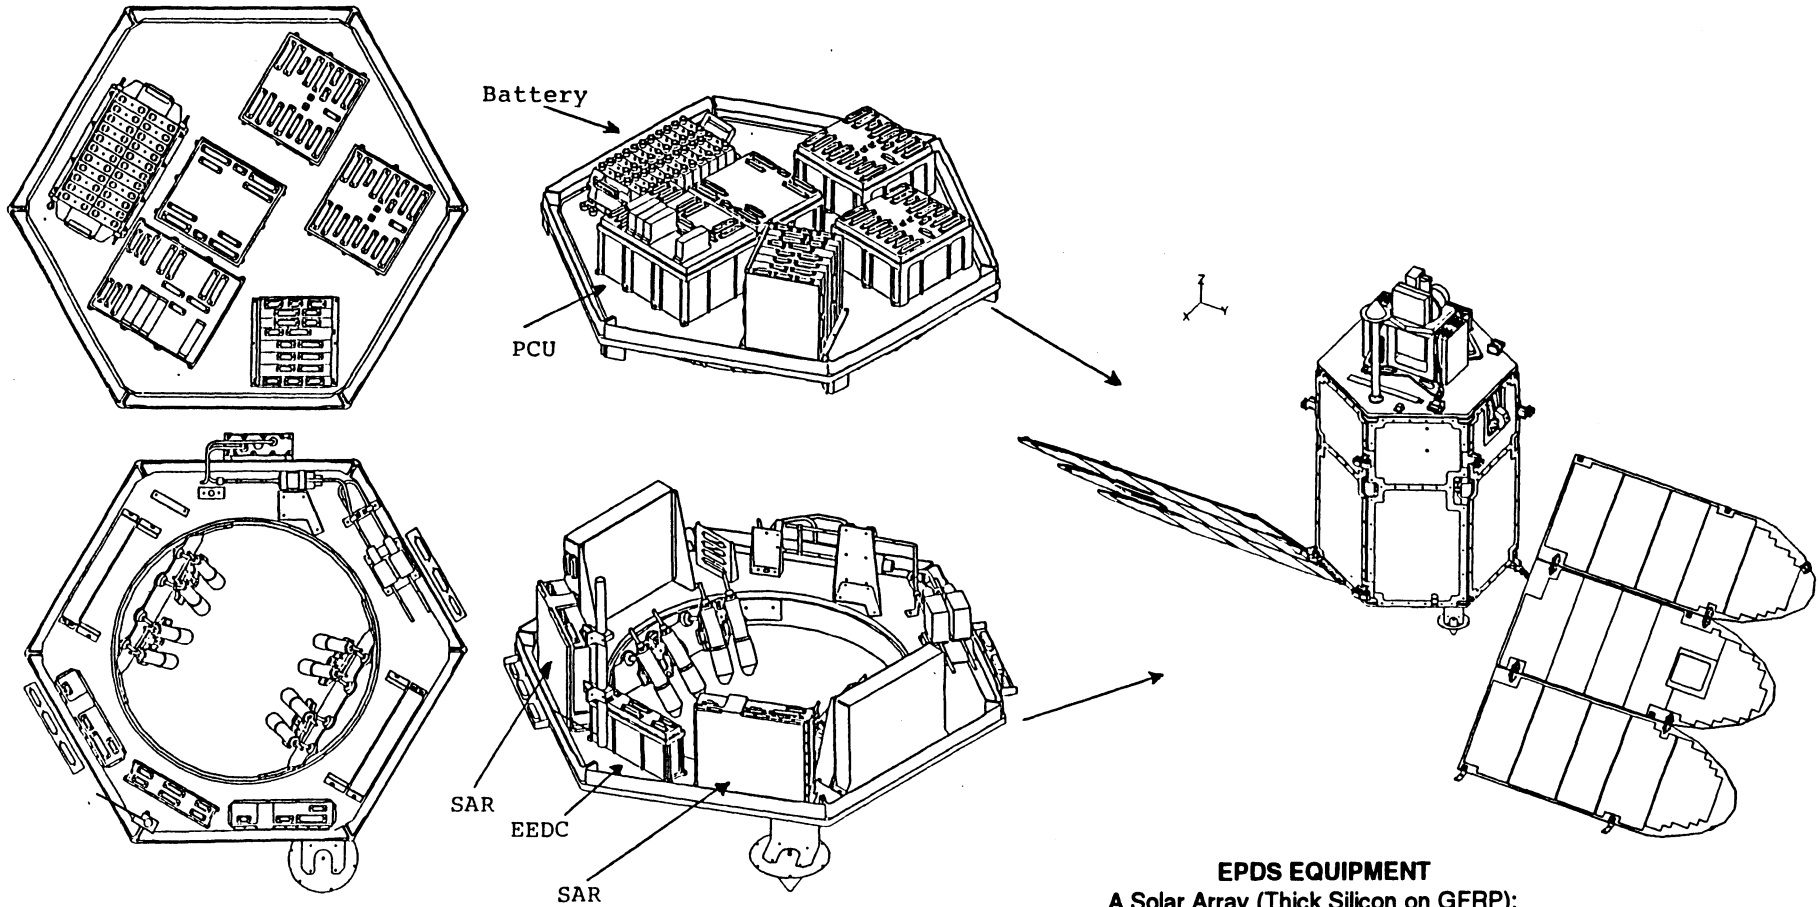 Battery
PCU
Z
X
Y
SAR
EEDC
SAR
EPDS EQUIPMENT
A Solar Array (Thick Silicon on GFRP):